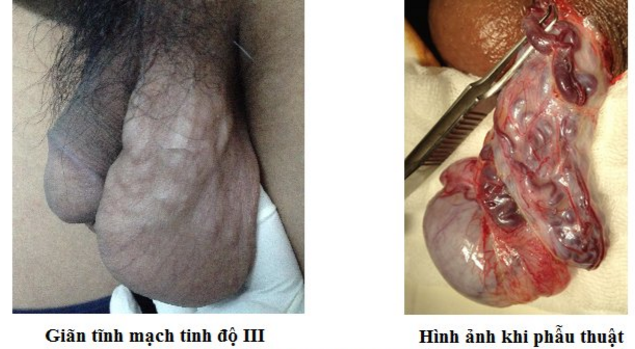 Giãn tĩnh mạch tinh độ III
Hình ảnh khi phẫu thuật